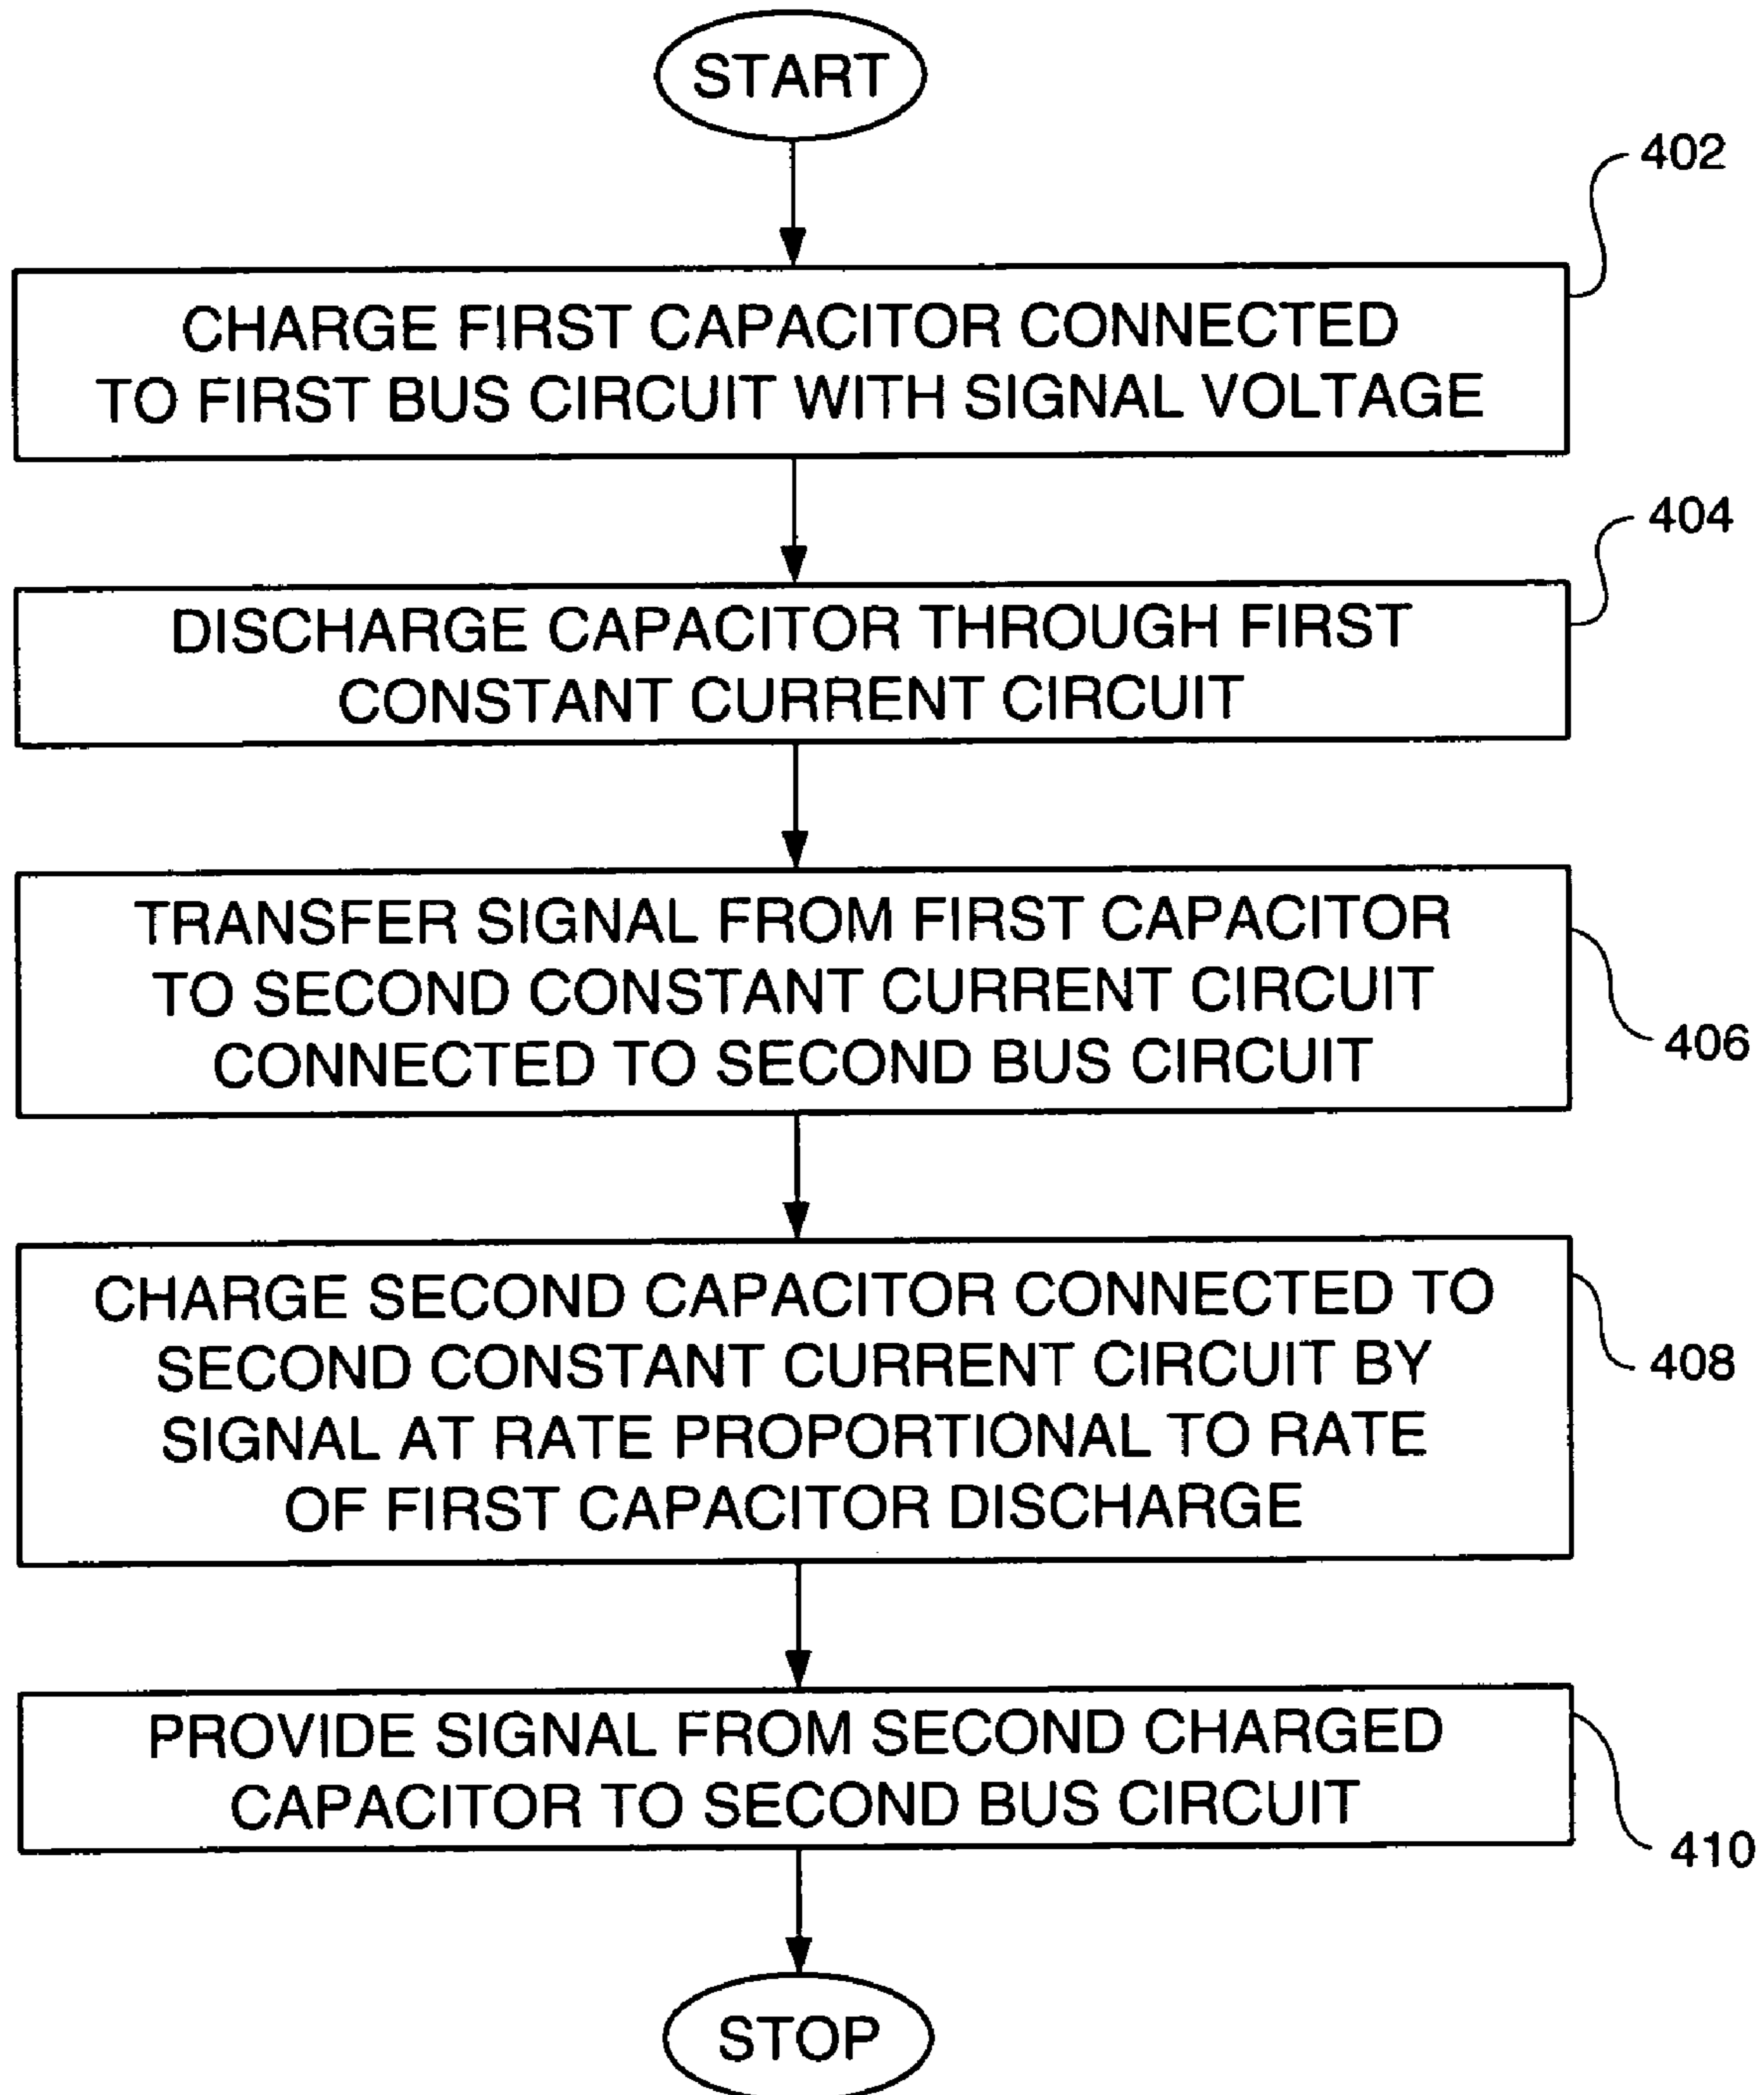 START
402
CHARGE FIRST CAPACITOR CONNECTED
TO FIRST BUS CIRCUIT WITH SIGNAL VOLTAGE
404
DISCHARGE CAPACITOR THROUGH FIRST
CONSTANT CURRENT CIRCUIT
TRANSFER SIGNAL FROM FIRST CAPACITOR
TO SECOND CONSTANT CURRENT CIRCUIT
CONNECTED TO SECOND BUS CIRCUIT
406
CHARGE SECOND CAPACITOR CONNECTED TO
SECOND CONSTANT CURRENT CIRCUIT BY
SIGNAL AT RATE PROPORTIONAL TO RATE
OF FIRST CAPACITOR DISCHARGE
408
PROVIDE SIGNAL FROM SECOND CHARGED
CAPACITOR TO SECOND BUS CIRCUIT
410
STOP